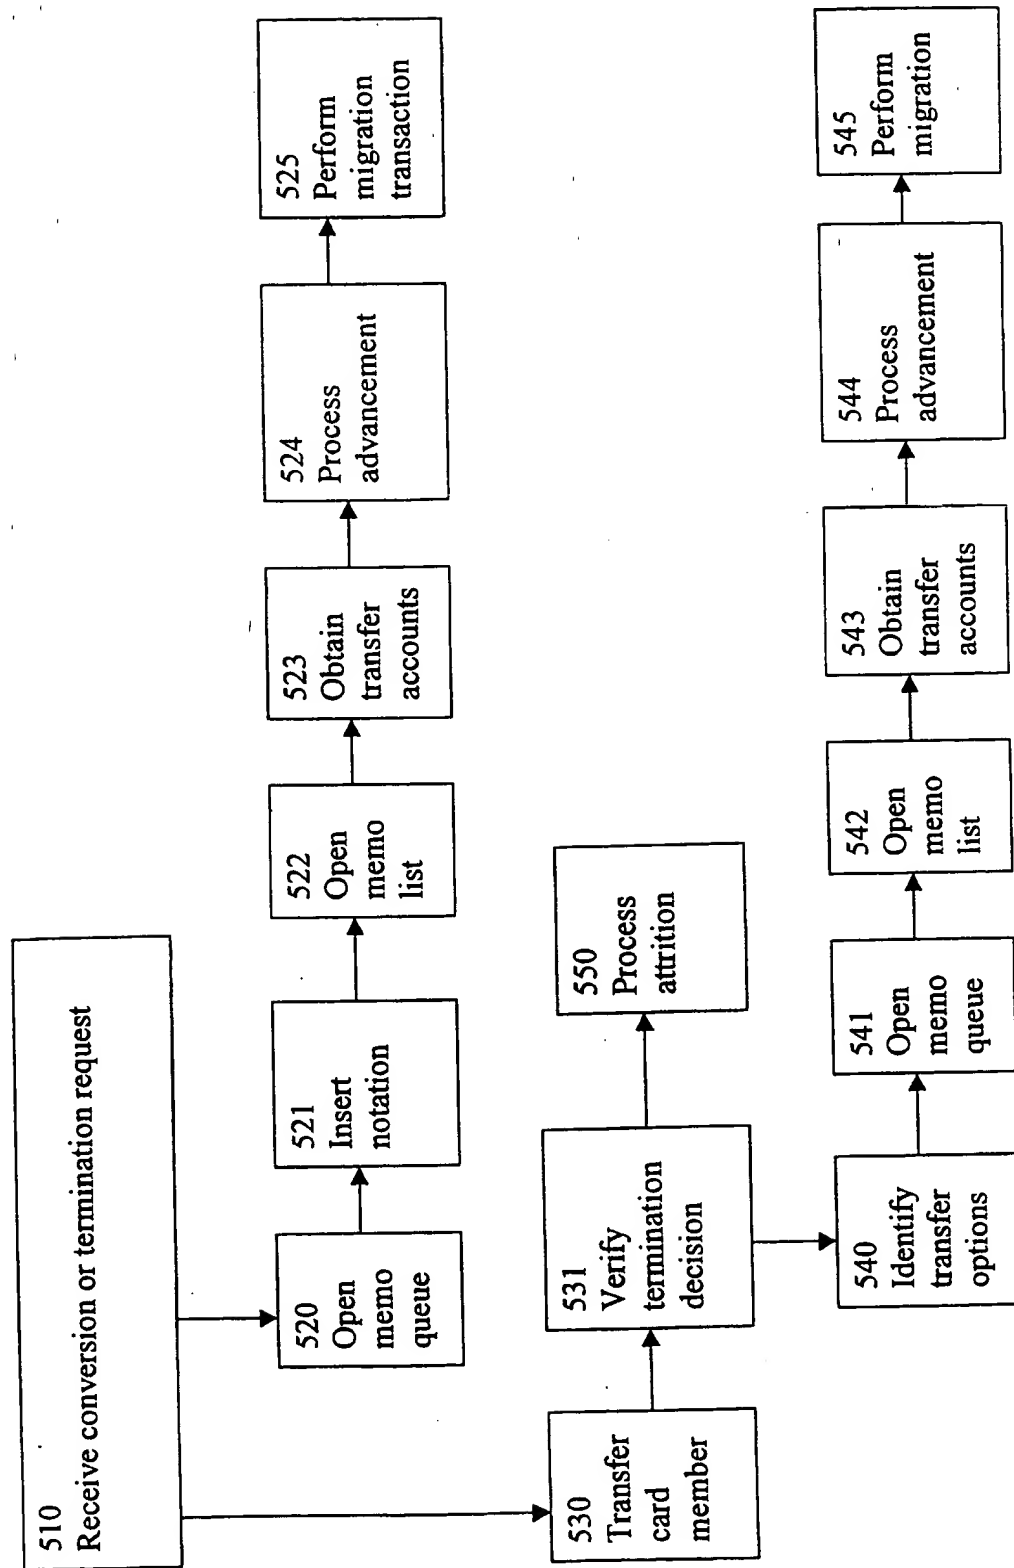 510
Receive conversion or termination request
520
Open
memo
queue
521
Insert
notation
522
Open
memo
list
523
Obtain
transfer
accounts
524
Process
advancement
525
Perform
migration
transaction
530
Transfer
card
member
531
Verify
termination
decision
550
Process
attrition
540
Identify
transfer
options
541
Open
memo
queue
542
Open
memo
list
543
Obtain
transfer
accounts
544
Process
advancement
545
Perform
migration